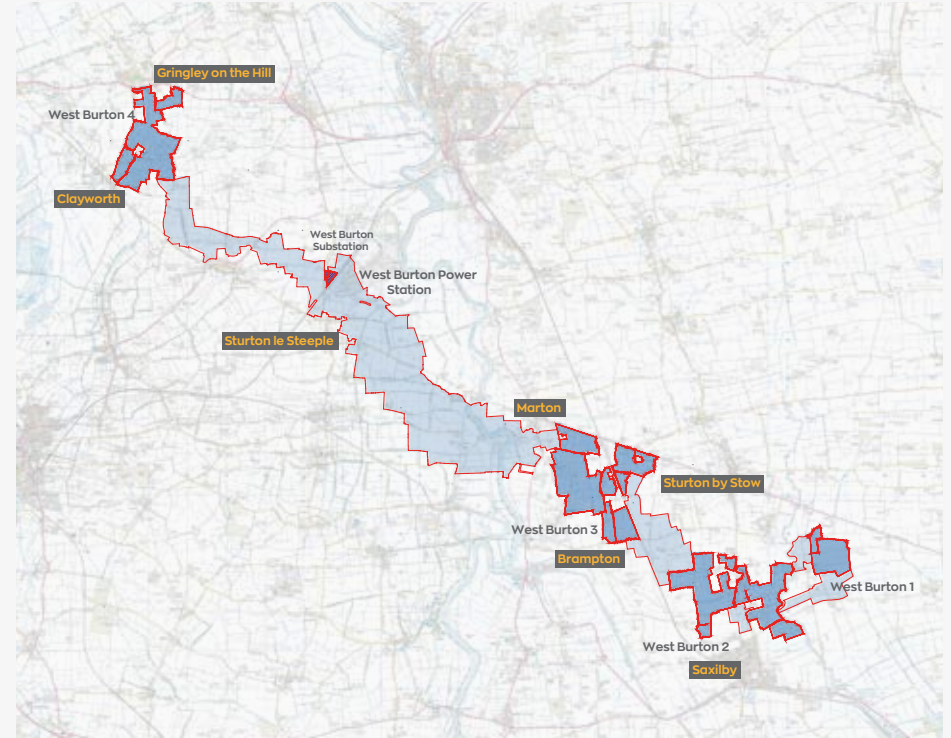 Gringley on the Hill
West Burton 4
Clayworth
West Burton
Substation
West Burton Power
Station
Sturton le Steeple
Marton
Sturton by Stow
West Burton 3
Brampton
West Burton 1
West Burton 2
Saxilby